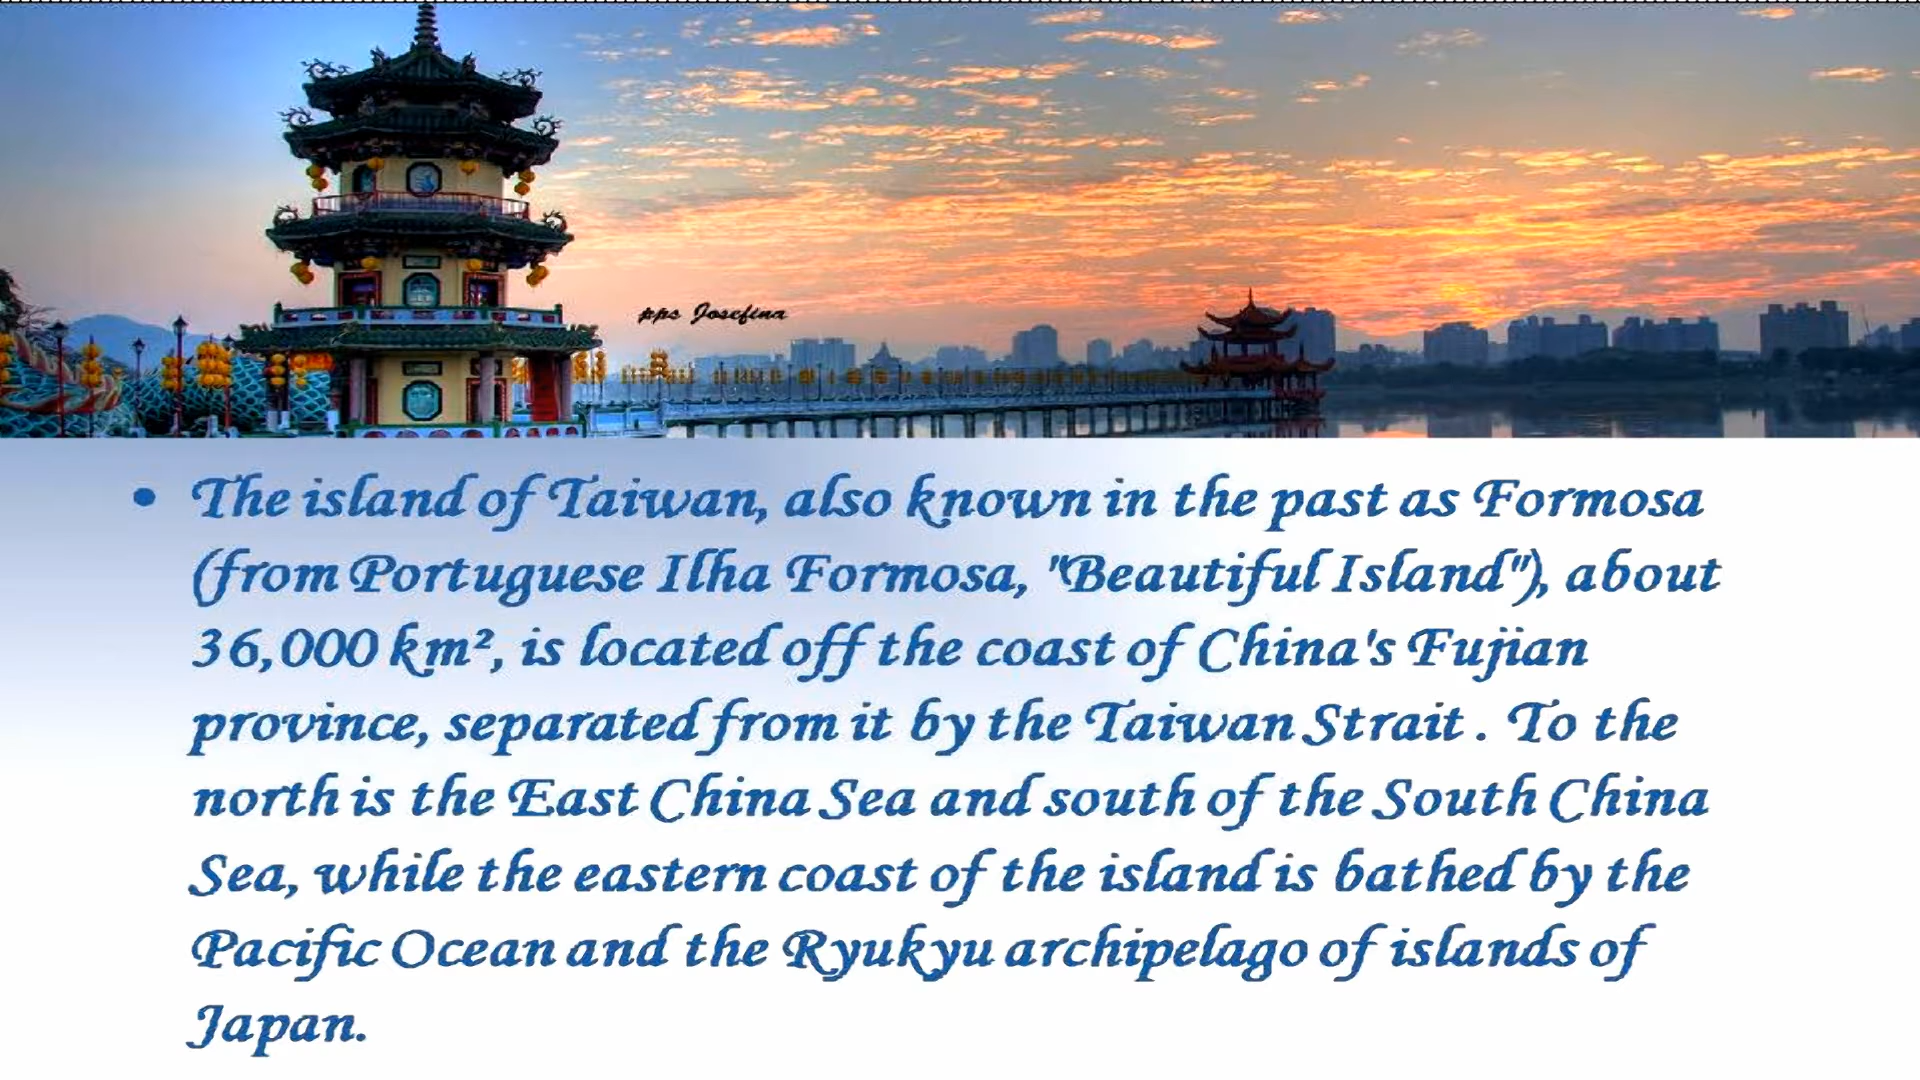 pps Josefina
• The island of Taiwan, also known in the past as Formosa
(from Portuguese Ilha Formosa, "Beautiful Island"), about
36,000 km², is located off the coast of China's Fujian
province, separated from it by the Taiwan Strait . To the
north is the East China Sea and south of the South China
Sea, while the eastern coast of the island is bathed by the
Pacific Ocean and the Ryukyu archipelago of islands of
Japan.